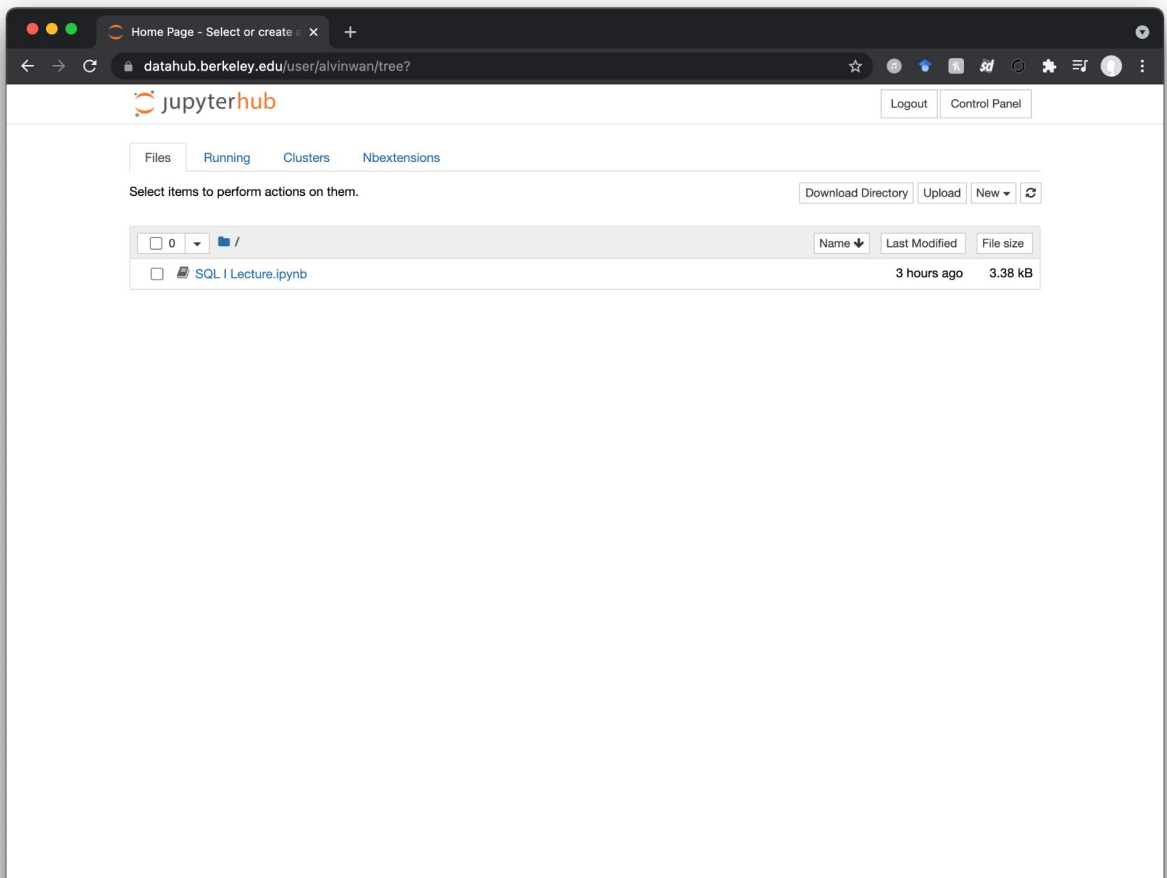 Home Page - Select or create a
datahub.berkeley.edu/user/alvinwan/tree?
jupyterhub
Logout Control Panel
Files Running Clusters Nbextensions
Select items to perform actions on them.
Download Directory Upload New
0 / Name Last Modified File size
SQL I Lecture.ipynb 3 hours ago 3.38 kB